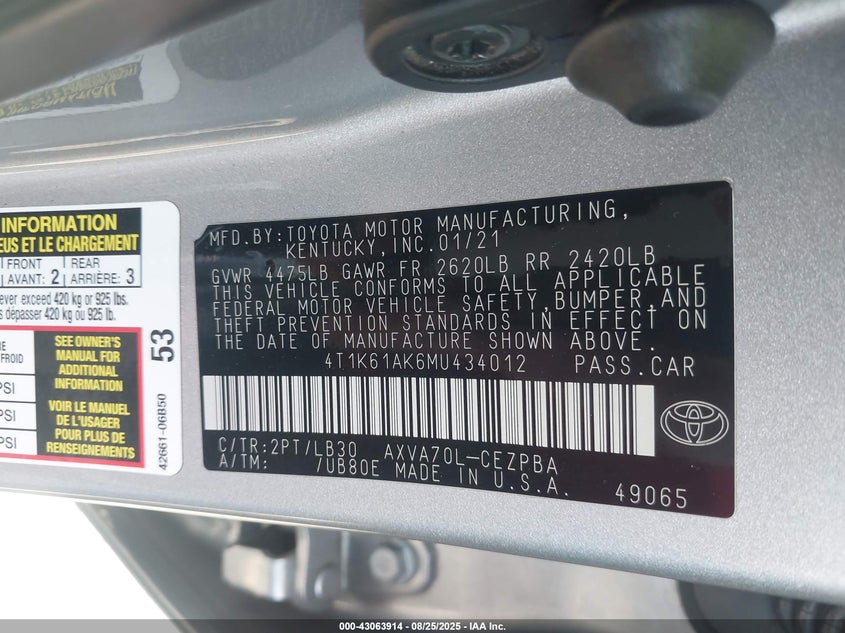 INFORMATION
EUS ET LE CHARGEMENT
FRONT
AVANT: 2
REAR
ARRIÈRE: 3
ever exceed 420 kg or 925 lbs.
dépasser 420 kg ou 925 lb.
SEE OWNER'S
MANUAL FOR
ADDITIONAL
INFORMATION
VOIR LE MANUEL
DE L'USAGER
POUR PLUS DE
RENSEIGNEMENTS
FROID
PSI
PSI
PSI
53
42661-06B50
MFD.BY:TOYOTA MOTOR MANUFACTURING,
KENTUCKY,INC.01/21
GVWR 4475LB GAWR FR 2620LB RR 2420LB
THIS VEHICLE CONFORMS TO ALL APPLICABLE
FEDERAL MOTOR VEHICLE SAFETY,BUMPER,AND
THEFT PREVENTION STANDARDS IN EFFECT ON
THE DATE OF MANUFACTURE SHOWN ABOVE.
4T1K61AK6MU434012 PASS.CAR
C/TR:2PT/LB30 AXVA70L-CEZPBA
A/TM: /UB80E MADE IN U.S.A.
49065
000-43063914 - 08/25/2025 - IAA Inc.